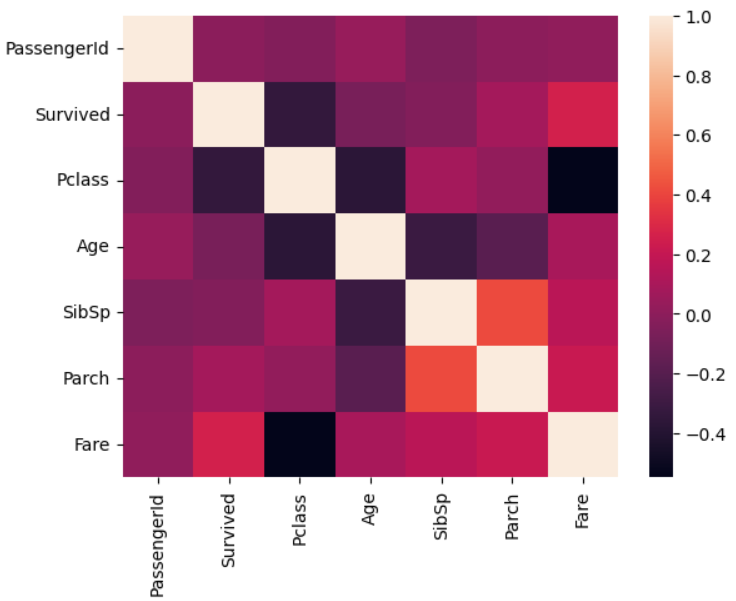 PassengerId
Survived
Pclass
Age
SibSp
Parch
Fare
PassengerId
Survived
Pclass
Age
SibSp
Parch
Fare
1.0
0.8
0.6
0.4
0.2
0.0
−0.2
−0.4